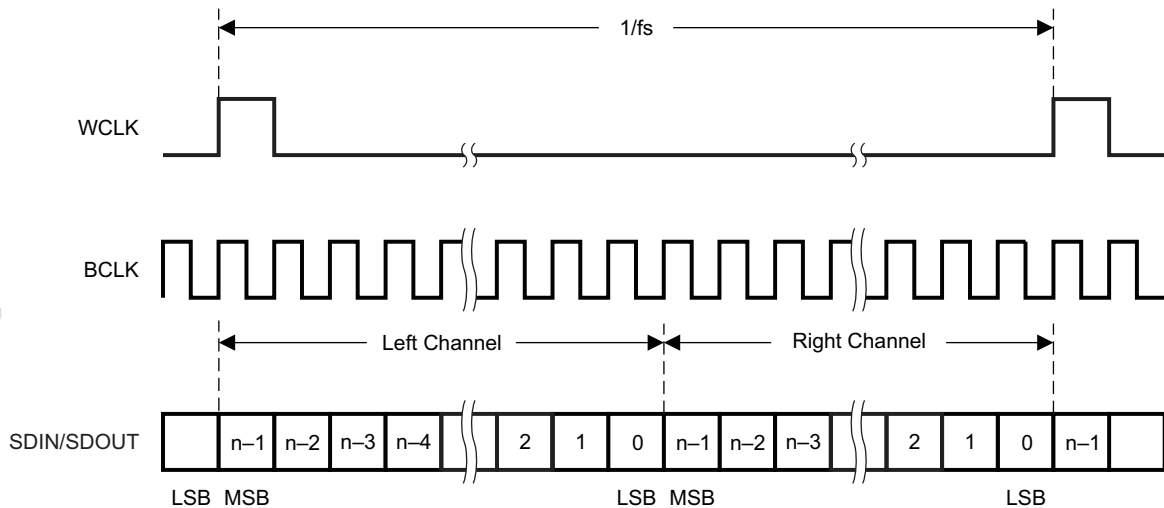 1/fs
WCLK
BCLK
Left Channel
Right Channel
SDIN/SDOUT
n–1 n–2 n–3 n–4 2 1 0 n–1 n–2 n–3 2 1 0 n–1
LSB MSB LSB MSB LSB